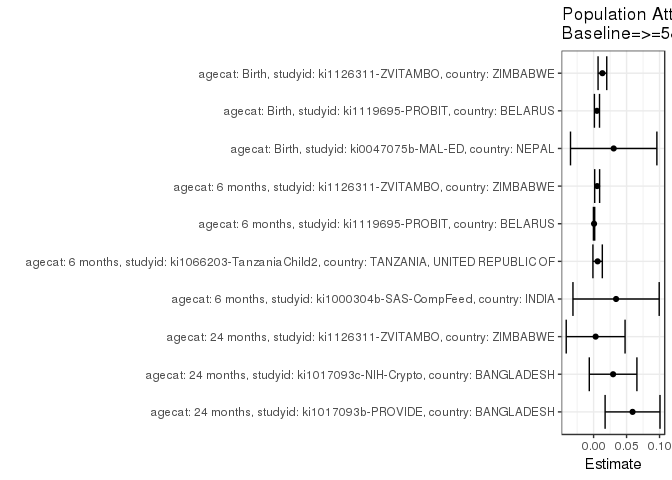 Population Att
Baseline=>=5
agecat: Birth, studyid: ki1126311-ZVITAMBO, country: ZIMBABWE
agecat: Birth, studyid: ki1119695-PROBIT, country: BELARUS
agecat: Birth, studyid: ki0047075b-MAL-ED, country: NEPAL
agecat: 6 months, studyid: ki1126311-ZVITAMBO, country: ZIMBABWE
agecat: 6 months, studyid: ki1119695-PROBIT, country: BELARUS
agecat: 6 months, studyid: ki1066203-TanzaniaChild2, country: TANZANIA, UNITED REPUBLIC OF
agecat: 6 months, studyid: ki1000304b-SAS-CompFeed, country: INDIA
agecat: 24 months, studyid: ki1126311-ZVITAMBO, country: ZIMBABWE
agecat: 24 months, studyid: ki1017093c-NIH-Crypto, country: BANGLADESH
agecat: 24 months, studyid: ki1017093b-PROVIDE, country: BANGLADESH
0.00 0.05 0.10
Estimate